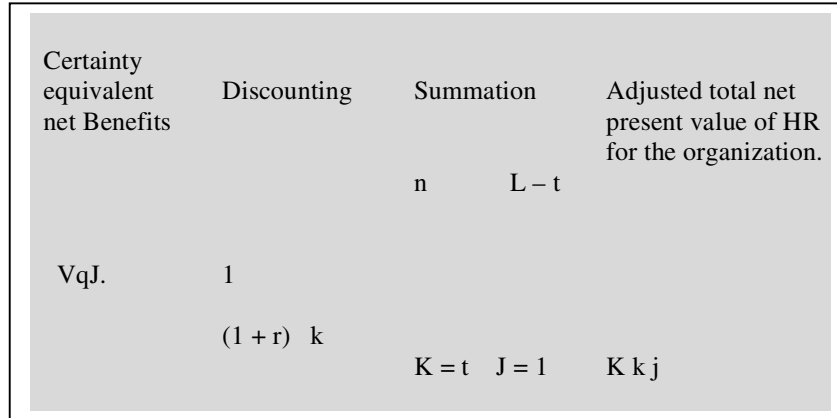 Certainty
equivalent
net Benefits
Discounting
Summation
Adjusted total net
present value of HR
for the organization.
n L – t
VqJ. 1
(1 + r) k
K = t J = 1 K k j